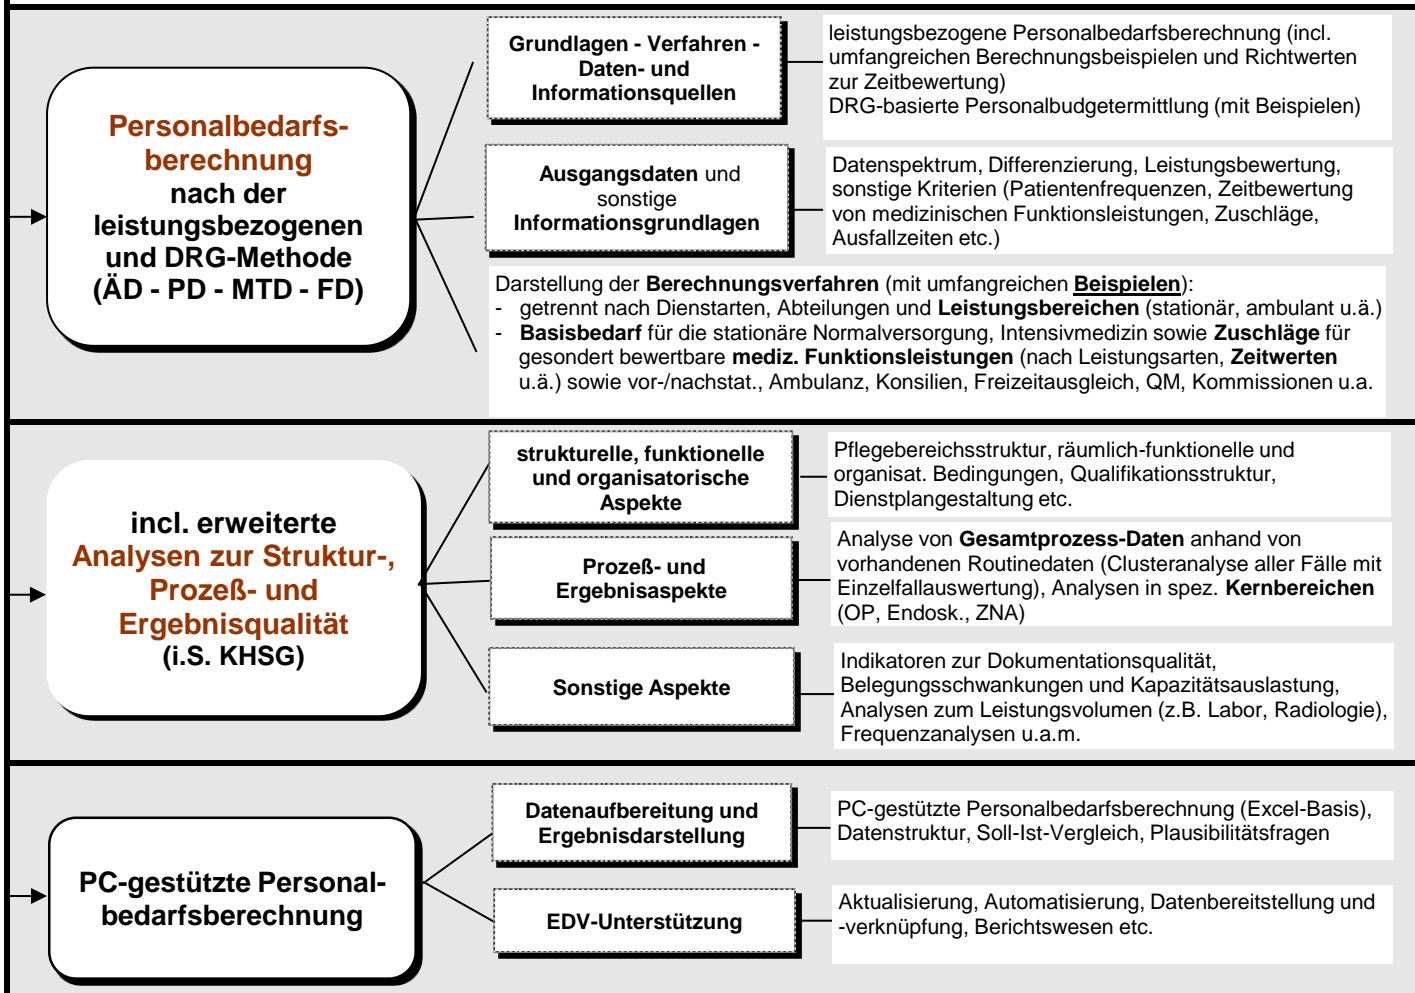 Personalbedarfs-
berechnung
nach der
leistungsbezogenen
und DRG-Methode
(ÄD - PD - MTD - FD)
Grundlagen - Verfahren -
Daten- und
Informationsquellen
leistungsbezogene Personalbedarfsberechnung (incl.
umfangreichen Berechnungsbeispielen und Richtwerten
zur Zeitbewertung)
DRG-basierte Personalbudgetermittlung (mit Beispielen)
Ausgangsdaten und
sonstige
Informationsgrundlagen
Datenspektrum, Differenzierung, Leistungsbewertung,
sonstige Kriterien (Patientenfrequenzen, Zeitbewertung
von medizinischen Funktionsleistungen, Zuschläge,
Ausfallzeiten etc.)
Darstellung der Berechnungsverfahren (mit umfangreichen Beispielen):
- getrennt nach Dienstarten, Abteilungen und Leistungsbereichen (stationär, ambulant u.ä.)
- Basisbedarf für die stationäre Normalversorgung, Intensivmedizin sowie Zuschläge für
gesondert bewertbare mediz. Funktionsleistungen (nach Leistungsarten, Zeitwerten
u.ä.) sowie vor-/nachstat., Ambulanz, Konsilien, Freizeitausgleich, QM, Kommissionen u.a.
incl. erweiterte
Analysen zur Struktur-,
Prozeß- und
Ergebnisqualität
(i.S. KHSG)
strukturelle, funktionelle
und organisatorische
Aspekte
Pflegebereichsstruktur, räumlich-funktionelle und
organisat. Bedingungen, Qualifikationsstruktur,
Dienstplangestaltung etc.
Prozeß- und
Ergebnisaspekte
Analyse von Gesamtprozess-Daten anhand von
vorhandenen Routinedaten (Clusteranalyse aller Fälle mit
Einzelfallauswertung), Analysen in spez. Kernbereichen
(OP, Endosk., ZNA)
Sonstige Aspekte
Indikatoren zur Dokumentationsqualität,
Belegungsschwankungen und Kapazitätsauslastung,
Analysen zum Leistungsvolumen (z.B. Labor, Radiologie),
Frequenzanalysen u.a.m.
PC-gestützte Personal-
bedarfsberechnung
Datenaufbereitung und
Ergebnisdarstellung
PC-gestützte Personalbedarfsberechnung (Excel-Basis),
Datenstruktur, Soll-Ist-Vergleich, Plausibilitätsfragen
EDV-Unterstützung
Aktualisierung, Automatisierung, Datenbereitstellung und
-verknüpfung, Berichtswesen etc.